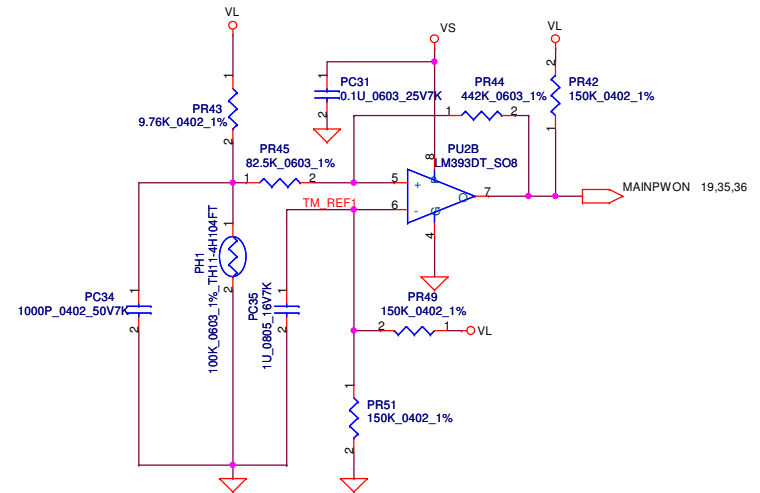 VL
VS
VL
1
PR43
9.76K_0402_1%
2
1
PC31
0.1U_0603_25V7K
2
PR44
442K_0603_1%
1
2
2
PR42
150K_0402_1%
1
PR45
82.5K_0603_1%
1
2
PU2B
LM393DT_SO8
8
P
5
+
6
-
G
O
7
4
MAINPWON 19,35,36
TM_REF1
1
PH1
100K_0603_1%_TH11-4H104FT
2
1
PC34
1000P_0402_50V7K
2
1
PC35
1U_0805_16V7K
2
PR49
150K_0402_1%
2
1
VL
1
PR51
150K_0402_1%
2